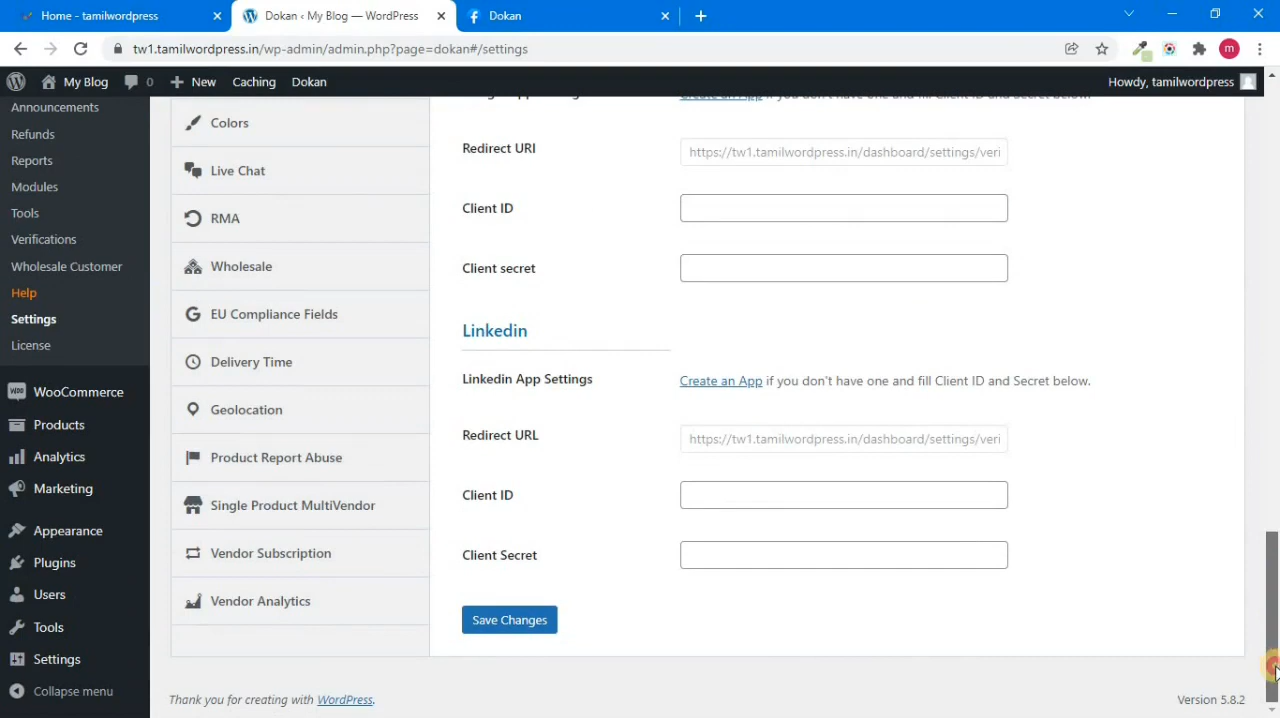 Home - tamilwordpress
Dokan ‹ My Blog — WordPress
Dokan
tw1.tamilwordpress.in/wp-admin/admin.php?page=dokan#/settings
m
My Blog
0
New
Caching
Dokan
Howdy, tamilwordpress
Announcements
Refunds
Reports
Modules
Tools
Verifications
Wholesale Customer
Help
Settings
License
WooCommerce
Products
Analytics
Marketing
Appearance
Plugins
Users
Tools
Settings
Collapse menu
Colors
Live Chat
RMA
Wholesale
EU Compliance Fields
Delivery Time
Geolocation
Product Report Abuse
Single Product MultiVendor
Vendor Subscription
Vendor Analytics
Create an App if you don't have one and fill Client ID and Secret below.
Redirect URI
https://tw1.tamilwordpress.in/dashboard/settings/veri
Client ID
Client secret
Linkedin
Linkedin App Settings
Create an App if you don't have one and fill Client ID and Secret below.
Redirect URL
https://tw1.tamilwordpress.in/dashboard/settings/veri
Client ID
Client Secret
Save Changes
Thank you for creating with WordPress.
Version 5.8.2